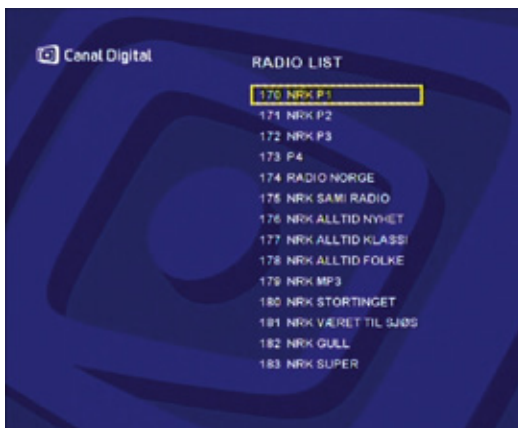 Canal Digital
RADIO LIST
170 NRK P1
171 NRK P2
172 NRK P3
173 P4
174 RADIO NORGE
175 NRK SAMI RADIO
176 NRK ALLTID NYHET
177 NRK ALLTID KLASSI
178 NRK ALLTID FOLKE
179 NRK MP3
180 NRK STORTINGET
181 NRK VÆRET TIL SJØS
182 NRK GULL
183 NRK SUPER